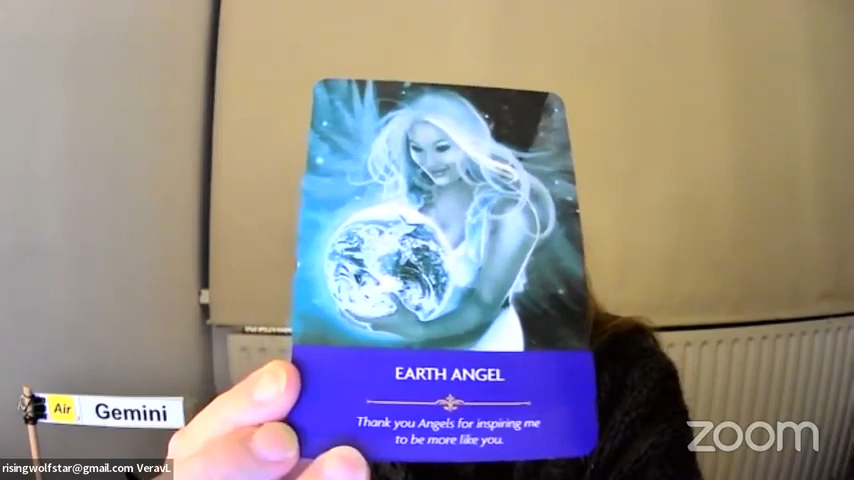 EARTH ANGEL
Thank you Angels for inspiring me
to be more like you.
Air
Gemini
zoom
risingwolfstar@gmail.com VeravL